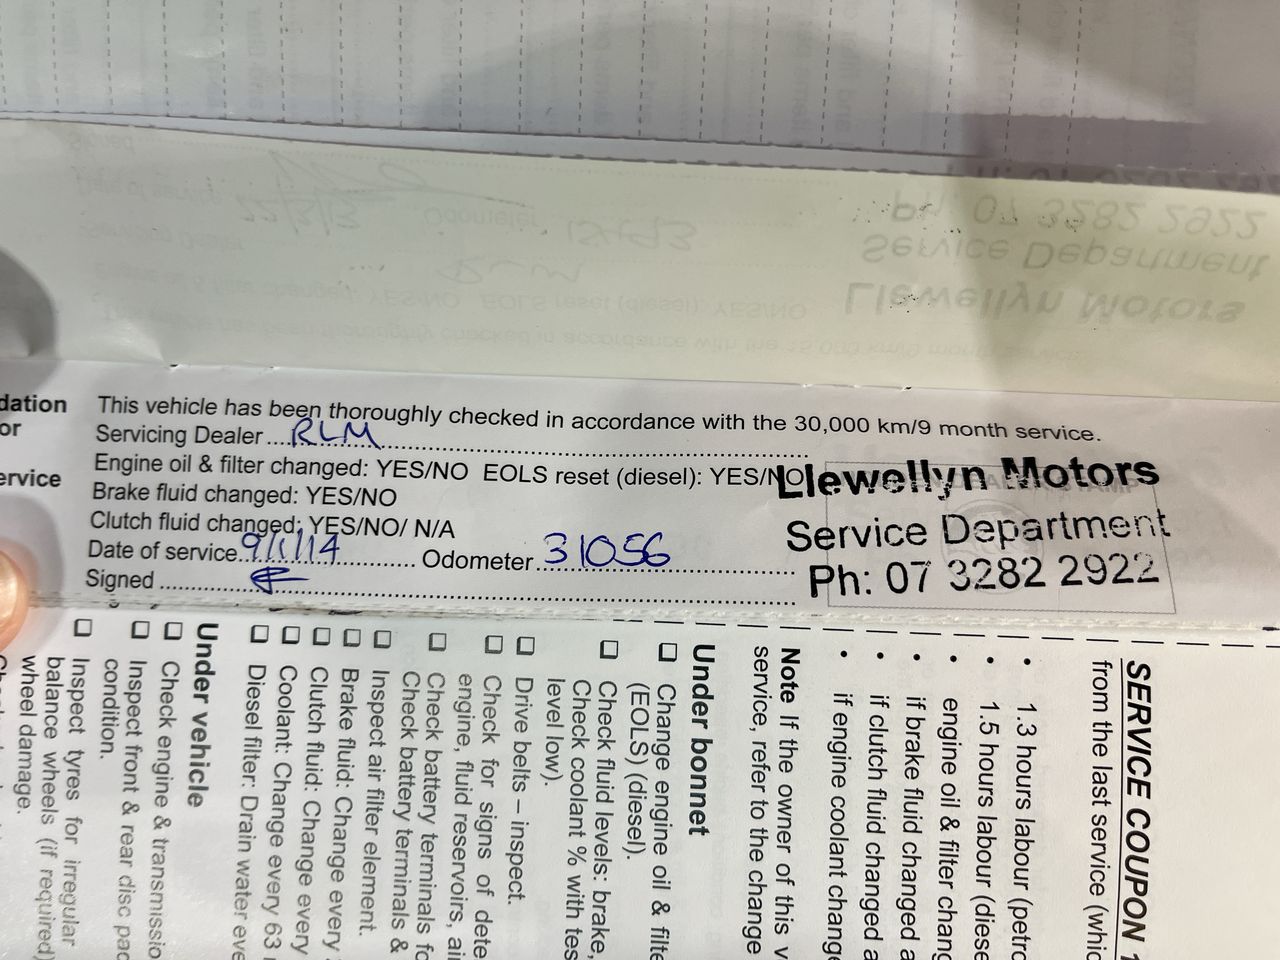 Ph: 07 3282 2922
Service Department
Llewellyn Motors
dation
or
ervice
This vehicle has been thoroughly checked in accordance with the 30,000 km/9 month service.
Servicing Dealer....RLM
Engine oil & filter changed: YES/NO EOLS reset (diesel): YES/NO
Brake fluid changed: YES/NO
Clutch fluid changed: YES/NO/ N/A
Date of service 9/1/14 Odometer 31056
Signed
Llewellyn Motors
Service Department
Ph: 07 3282 2922
SERVICE COUPON
from the last service (whic
• 1.3 hours labour (petro
• 1.5 hours labour (diese
engine oil & filter chang
• if brake fluid changed a
• if clutch fluid changed a
• if engine coolant change
Note If the owner of this v
service, refer to the change
Under bonnet
Change engine oil & filte
(EOLS) (diesel).
Check fluid levels: brake,
Check coolant % with tes
level low).
Drive belts – inspect.
Check for signs of dete
engine, fluid reservoirs, ai
Check battery terminals fo
Check battery terminals &
Inspect air filter element.
Brake fluid: Change every
Clutch fluid: Change every
Coolant: Change every 63
Diesel filter: Drain water eve
Under vehicle
Check engine & transmissio
Inspect front & rear disc pad
condition.
Inspect tyres for irregular
balance wheels (if required)
wheel damage.